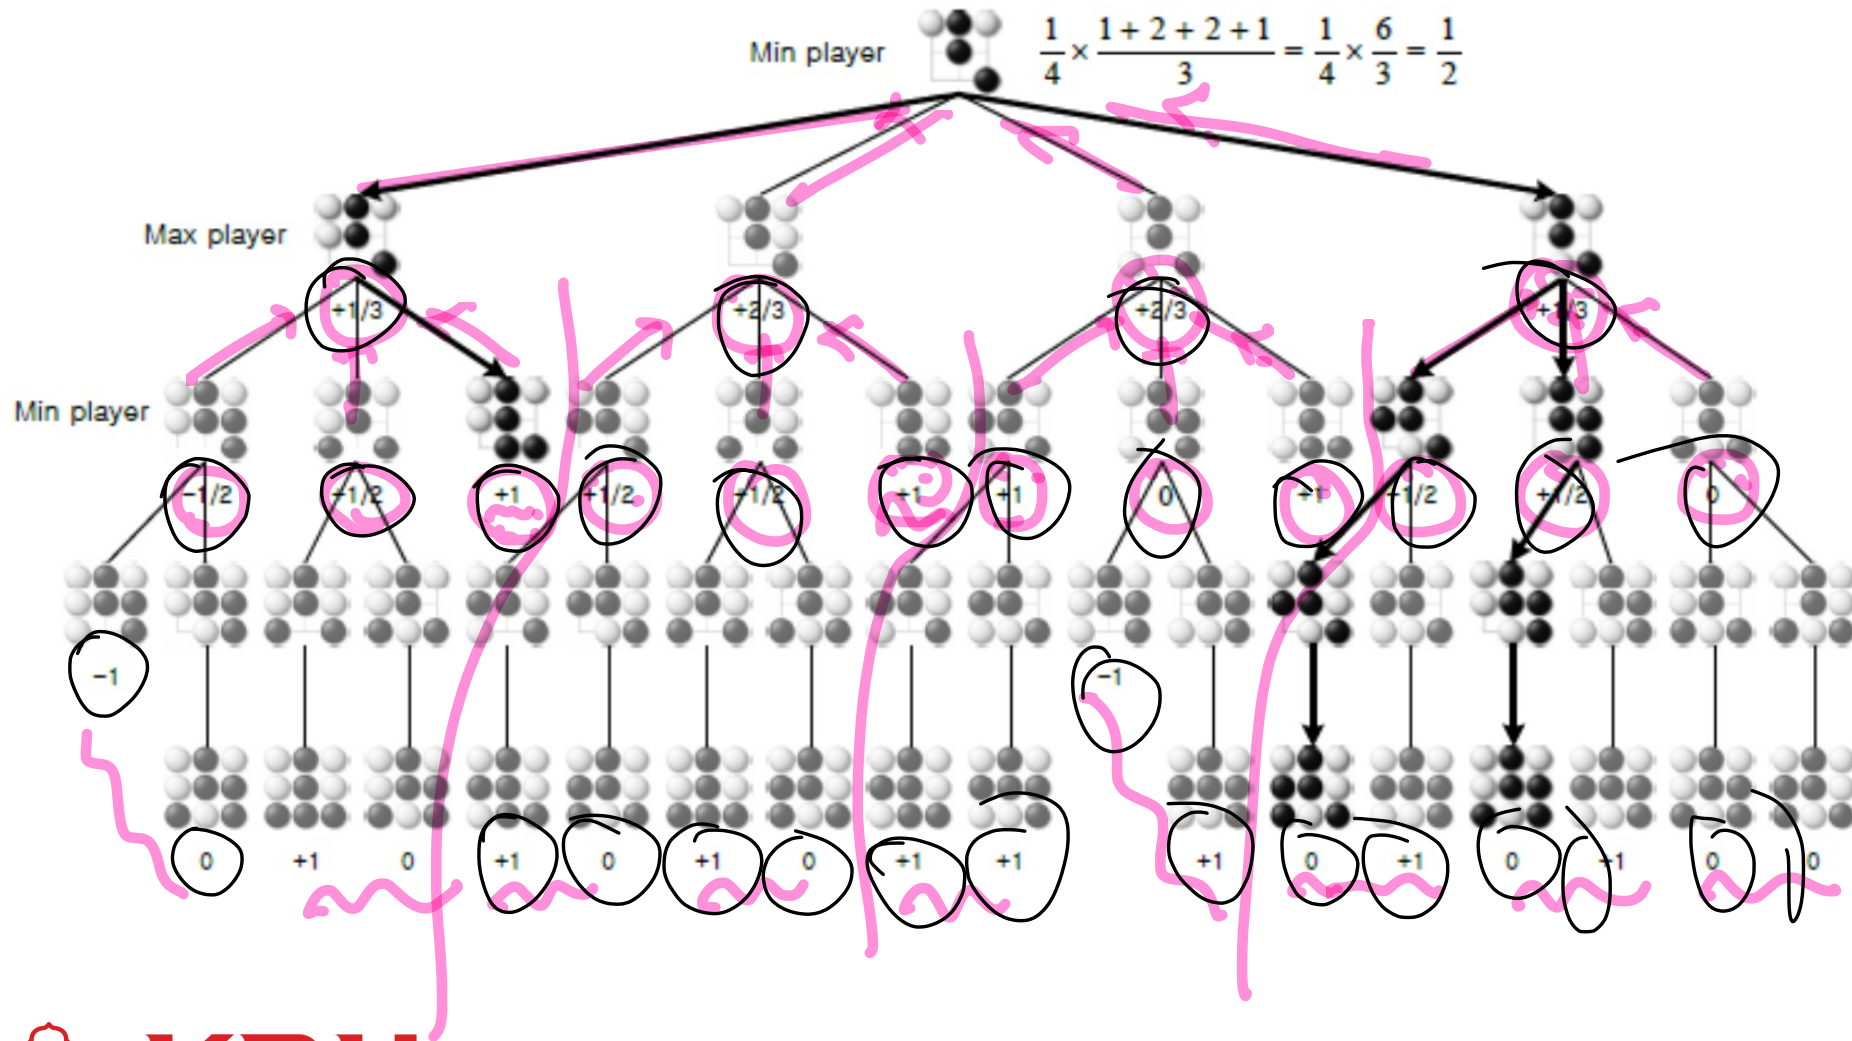 Min player
1/4 × (1 + 2 + 2 + 1)/3 = 1/4 × 6/3 = 1/2
Max player
+1/3 +2/3 +2/3 +1/3
Min player
−1/2 +1/2 +1 +1/2 +1/2 +1 +1 0 +1 +1/2 +1/2 0
−1 −1
0 +1 0 +1 0 +1 0 +1 +1 +1 0 +1 0 +1 0 0